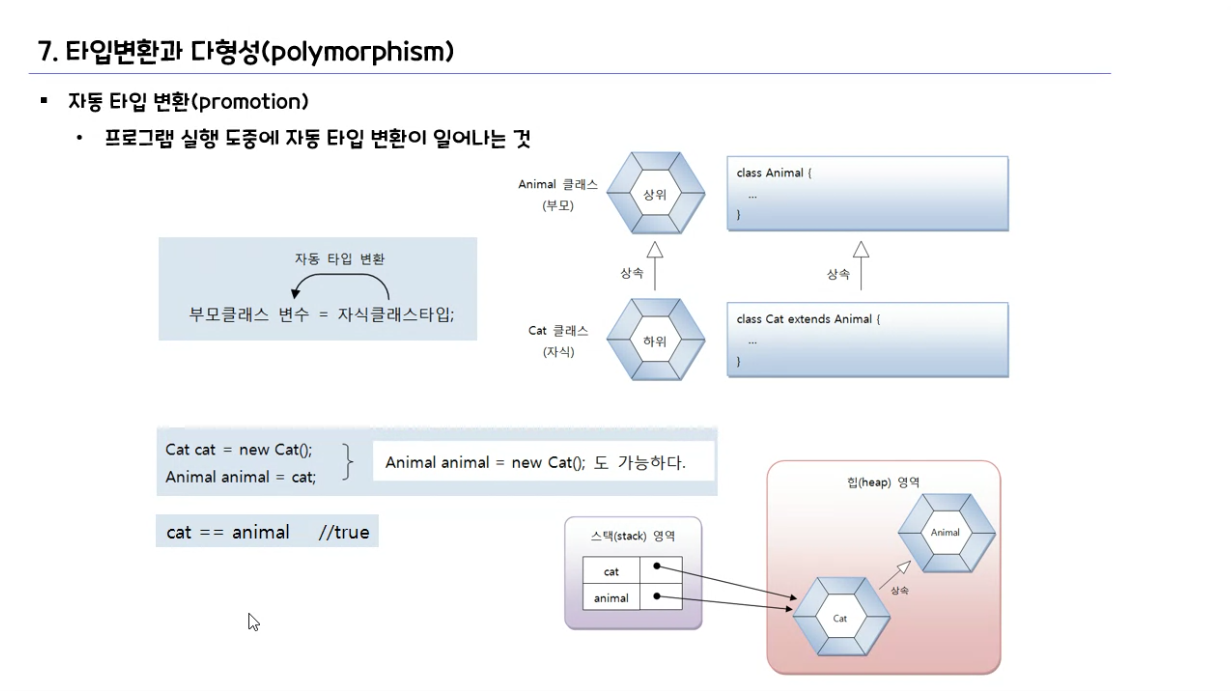 7. 타입변환과 다형성(polymorphism)
▪ 자동 타입 변환(promotion)
• 프로그램 실행 도중에 자동 타입 변환이 일어나는 것
Animal 클래스
(부모)
상위
class Animal {
...
}
상속
상속
Cat 클래스
(자식)
하위
class Cat extends Animal {
...
}
자동 타입 변환
부모클래스 변수 = 자식클래스타입;
Cat cat = new Cat();
Animal animal = cat;
Animal animal = new Cat(); 도 가능하다.
cat == animal //true
스택(stack) 영역
cat
animal
힙(heap) 영역
Animal
상속
Cat